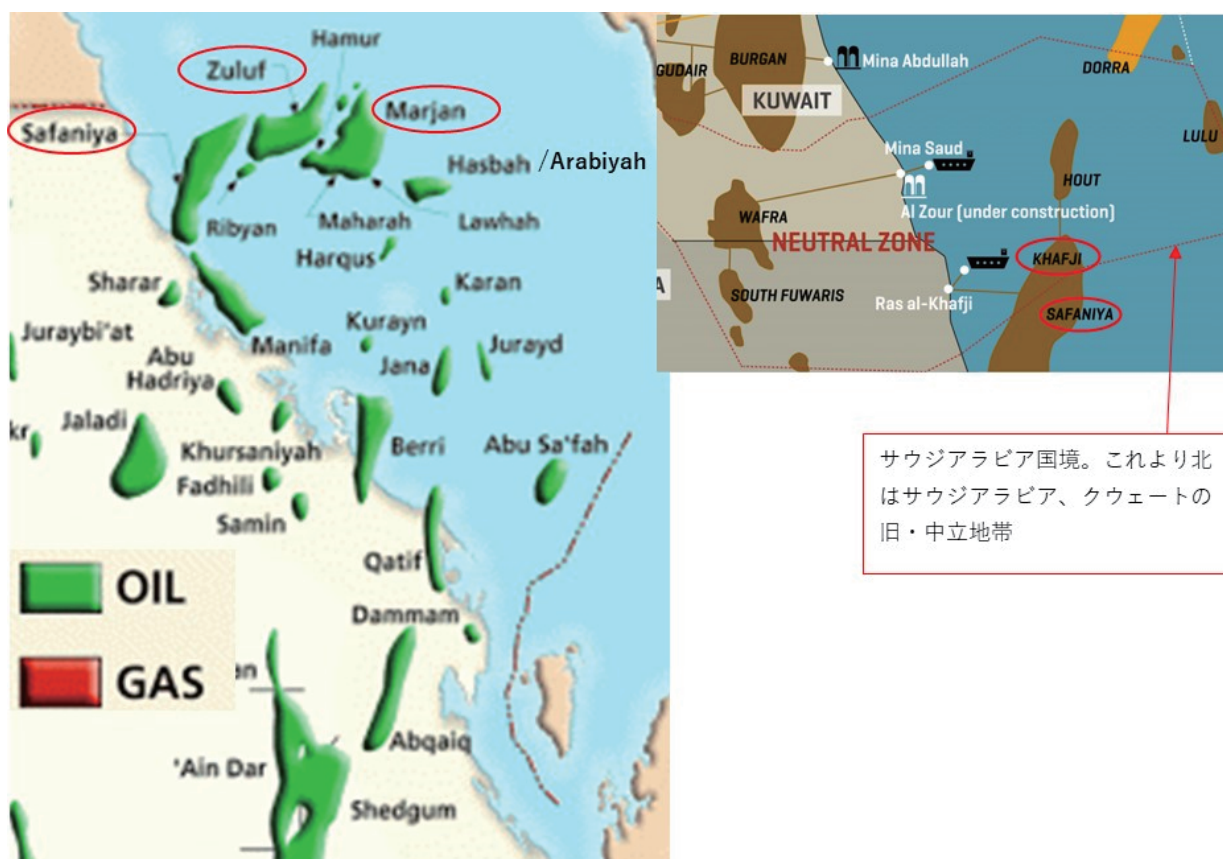 Hamur
Zuluf
Marjan
Safaniya
Hasbah /Arabiyah
Ribyan
Maharah
Lawhah
Harqus
Sharar
Karan
Juraybi'at
Kurayn
Manifa
Jana
Jurayd
Abu
Hadriya
Jaladi
kr
Khursaniyah
Berri
Abu Sa'fah
Fadhili
Samin
Qatif
OIL
Dammam
GAS
an
Abqaiq
'Ain Dar
Shedgum
BURGAN
Mina Abdullah
GUDAIR
DORRA
KUWAIT
LULU
Mina Saud
HOUT
Al Zour (under construction)
WAFRA
NEUTRAL ZONE
KHAFJI
A
SOUTH FUWARIS
Ras al-Khafji
SAFANIYA
サウジアラビア国境。これより北
はサウジアラビア、クウェートの
旧・中立地帯